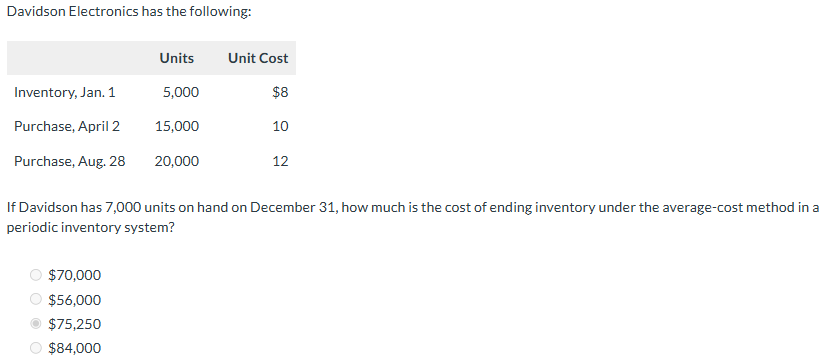 Davidson Electronics has the following:
Units Unit Cost
Inventory, Jan. 1 5,000 $8
Purchase, April 2 15,000 10
Purchase, Aug. 28 20,000 12
If Davidson has 7,000 units on hand on December 31, how much is the cost of ending inventory under the average-cost method in a
periodic inventory system?
$70,000
$56,000
$75,250
$84,000